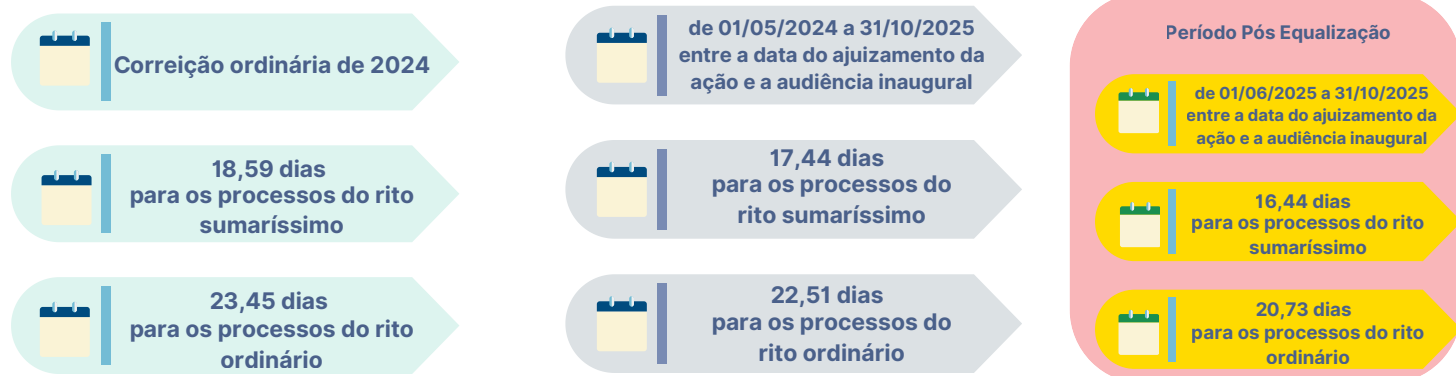 Correição ordinária de 2024
18,59 dias
para os processos do rito
sumaríssimo
23,45 dias
para os processos do rito
ordinário
de 01/05/2024 a 31/10/2025
entre a data do ajuizamento da
ação e a audiência inaugural
17,44 dias
para os processos do
rito sumaríssimo
22,51 dias
para os processos do
rito ordinário
Período Pós Equalização
de 01/06/2025 a 31/10/2025
entre a data do ajuizamento da
ação e a audiência inaugural
16,44 dias
para os processos do rito
sumaríssimo
20,73 dias
para os processos do rito
ordinário